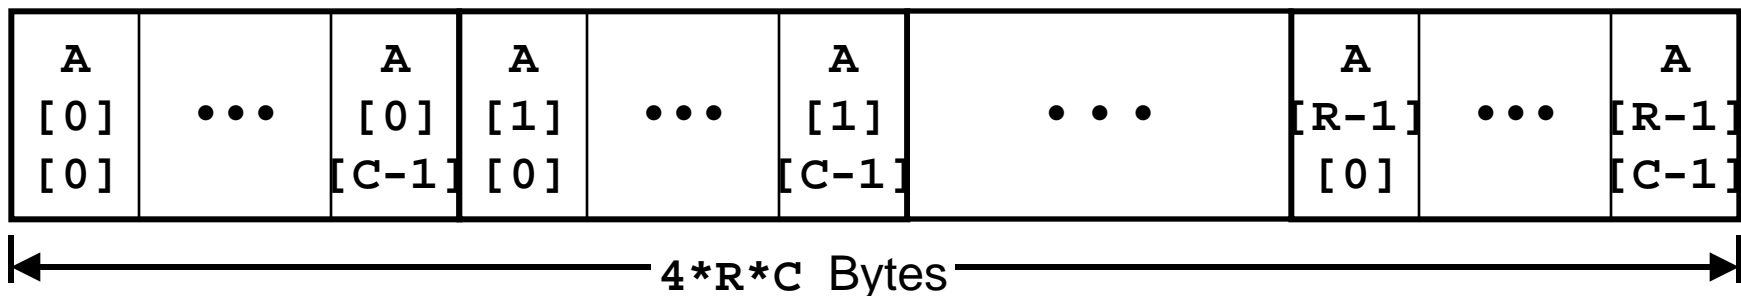 A A A A A A
[0] ••• [0] [1] ••• [1] • • • [R-1] ••• [R-1]
[0] [C-1] [0] [C-1] [0] [C-1]
4*R*C Bytes